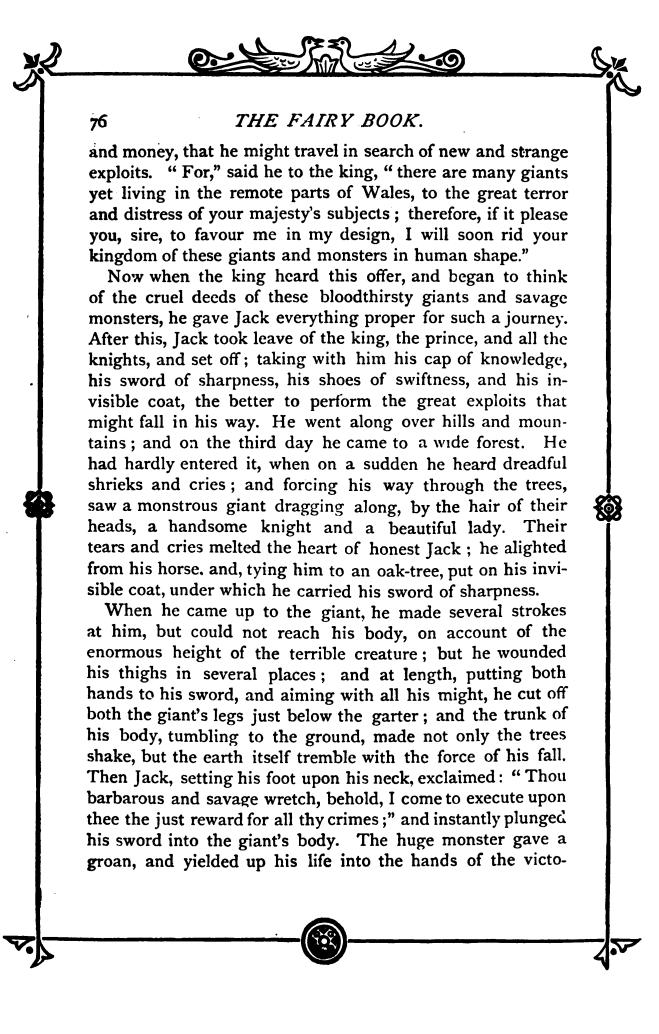 76 THE FAIRY BOOK.
and money, that he might travel in search of new and strange
exploits. “ For,” said he to the king, “ there are many giants
yet living in the remote parts of Wales, to the great terror
and distress of your majesty's subjects ; therefore, if it please
you, sire, to favour me in my design, I will soon rid your
kingdom of these giants and monsters in human shape.”
Now when the king heard this offer, and began to think
of the cruel deeds of these bloodthirsty giants and savage
monsters, he gave Jack everything proper for such a journey.
After this, Jack took leave of the king, the prince, and all the
knights, and set off ; taking with him his cap of knowledge,
his sword of sharpness, his shoes of swiftness, and his in-
visible coat, the better to perform the great exploits that
might fall in his way. He went along over hills and moun-
tains ; and on the third day he came to a wide forest. He
had hardly entered it, when on a sudden he heard dreadful
shrieks and cries ; and forcing his way through the trees,
saw a monstrous giant dragging along, by the hair of their
heads, a handsome knight and a beautiful lady. Their
tears and cries melted the heart of honest Jack ; he alighted
from his horse. and, tying him to an oak-tree, put on his invi-
sible coat, under which he carried his sword of sharpness.
When he came up to the giant, he made several strokes
at him, but could not reach his body, on account of the
enormous height of the terrible creature ; but he wounded
his thighs in several places ; and at length, putting both
hands to his sword, and aiming with all his might, he cut off
both the giant's legs just below the garter ; and the trunk of
his body, tumbling to the ground, made not only the trees
shake, but the earth itself tremble with the force of his fall.
Then Jack, setting his foot upon his neck, exclaimed : “ Thou
barbarous and savage wretch, behold, I come to execute upon
thee the just reward for all thy crimes ;” and instantly plunged
his sword into the giant's body. The huge monster gave a
groan, and yielded up his life into the hands of the victo-